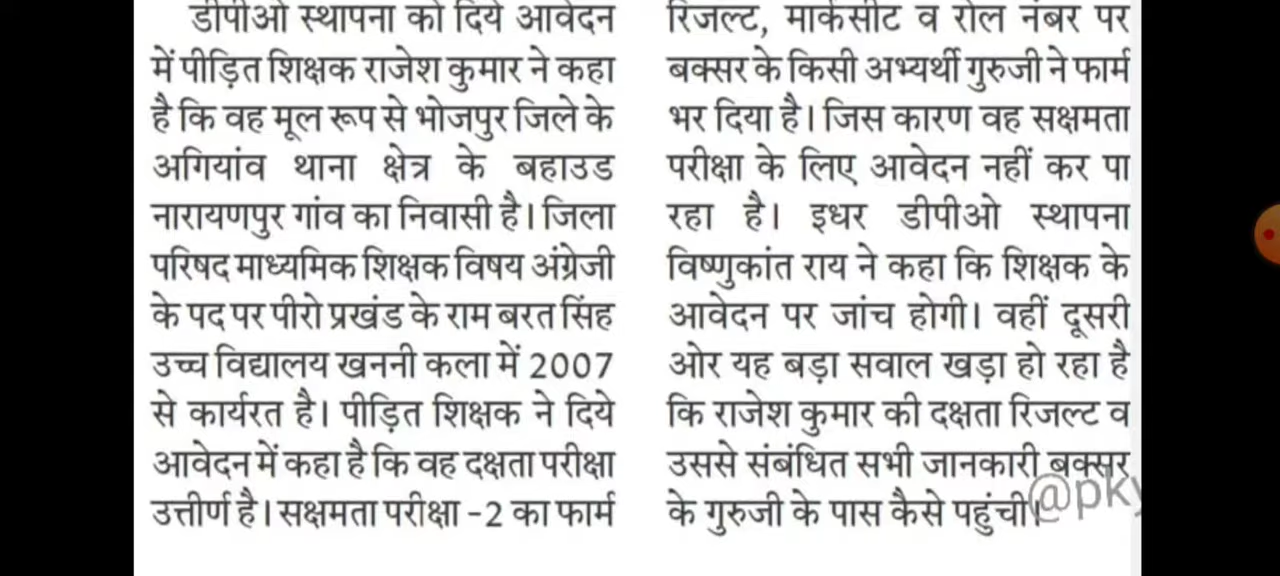 डीपीओ स्थापना को दिये आवेदन
में पीड़ित शिक्षक राजेश कुमार ने कहा
है कि वह मूल रूप से भोजपुर जिले के
अगियांव थाना क्षेत्र के बहाउड
नारायणपुर गांव का निवासी है। जिला
परिषद माध्यमिक शिक्षक विषय अंग्रेजी
के पद पर पीरो प्रखंड के राम बरत सिंह
उच्च विद्यालय खननी कला में 2007
से कार्यरत है। पीड़ित शिक्षक ने दिये
आवेदन में कहा है कि वह दक्षता परीक्षा
उत्तीर्ण है। सक्षमता परीक्षा -2 का फार्म
रिजल्ट, मार्कसीट व रोल नंबर पर
बक्सर के किसी अभ्यर्थी गुरुजी ने फार्म
भर दिया है। जिस कारण वह सक्षमता
परीक्षा के लिए आवेदन नहीं कर पा
रहा है। इधर डीपीओ स्थापना
विष्णुकांत राय ने कहा कि शिक्षक के
आवेदन पर जांच होगी। वहीं दूसरी
ओर यह बड़ा सवाल खड़ा हो रहा है
कि राजेश कुमार की दक्षता रिजल्ट व
उससे संबंधित सभी जानकारी बक्सर
के गुरुजी के पास कैसे पहुंची।
@pky